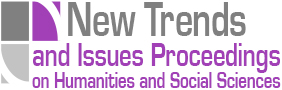 New Trends
and Issues Proceedings
on Humanities and Social Sciences